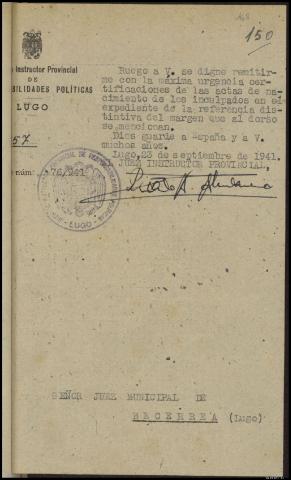 168
150
Instructor Provincial
DE
ABILIDADES POLÍTICAS
LUGO
57
núm. 76/941
Ruego a V. se digne remitir-
me con la máxima urgencia cer-
tificaciones de las actas de na-
cimiento de los inculpados en el
expediente de la referencia dis-
tintiva del margen que al dorso
se mencionan.
Dios guarde a España y a V.
muchos años.
Lugo, 23 de septiembre de 1941.
JUEZ INSTRUCTOR PROVINCIAL,
LUGO
SEÑOR JUEZ MUNICIPAL DE
BECERREA (Lugo)